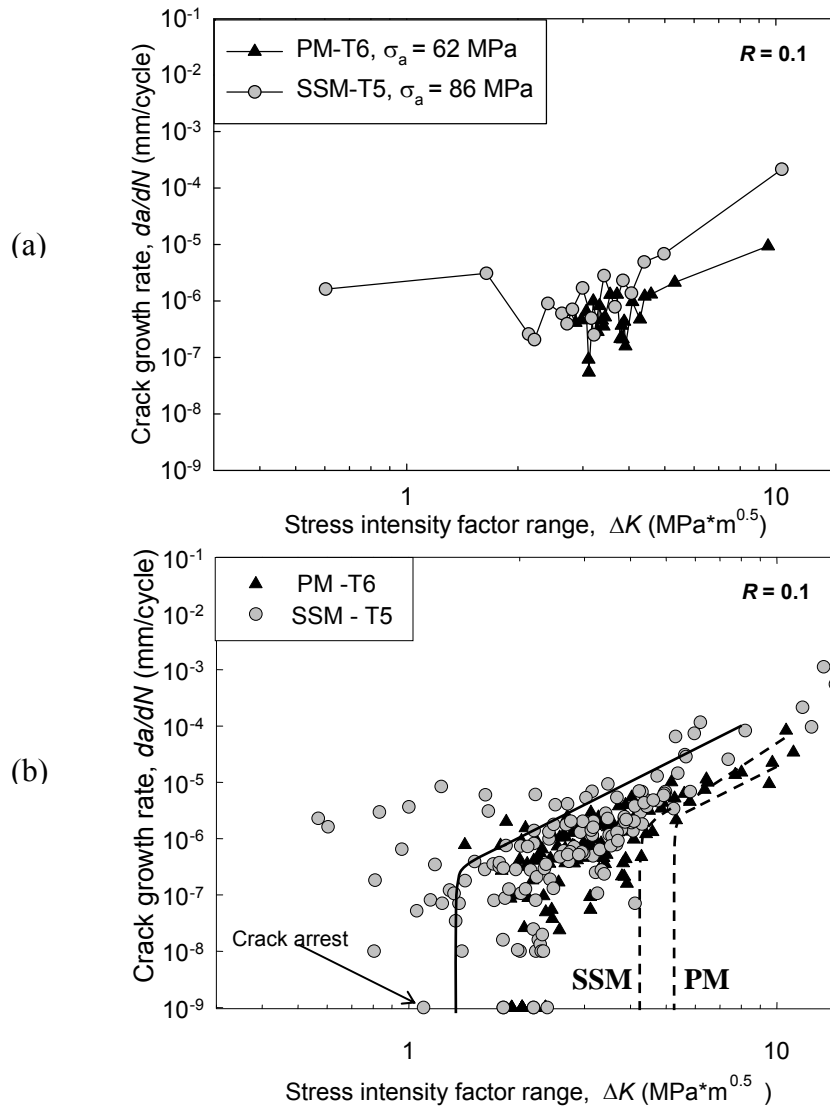 (a)
Crack growth rate, da/dN (mm/cycle)
10^-1
10^-2
10^-3
10^-4
10^-5
10^-6
10^-7
10^-8
10^-9
PM-T6, σ_a = 62 MPa
SSM-T5, σ_a = 86 MPa
R = 0.1
1
10
Stress intensity factor range, ΔK (MPa*m^0.5)
(b)
Crack growth rate, da/dN (mm/cycle)
10^-1
10^-2
10^-3
10^-4
10^-5
10^-6
10^-7
10^-8
10^-9
PM -T6
SSM - T5
R = 0.1
Crack arrest
SSM
PM
1
10
Stress intensity factor range, ΔK (MPa*m^0.5)